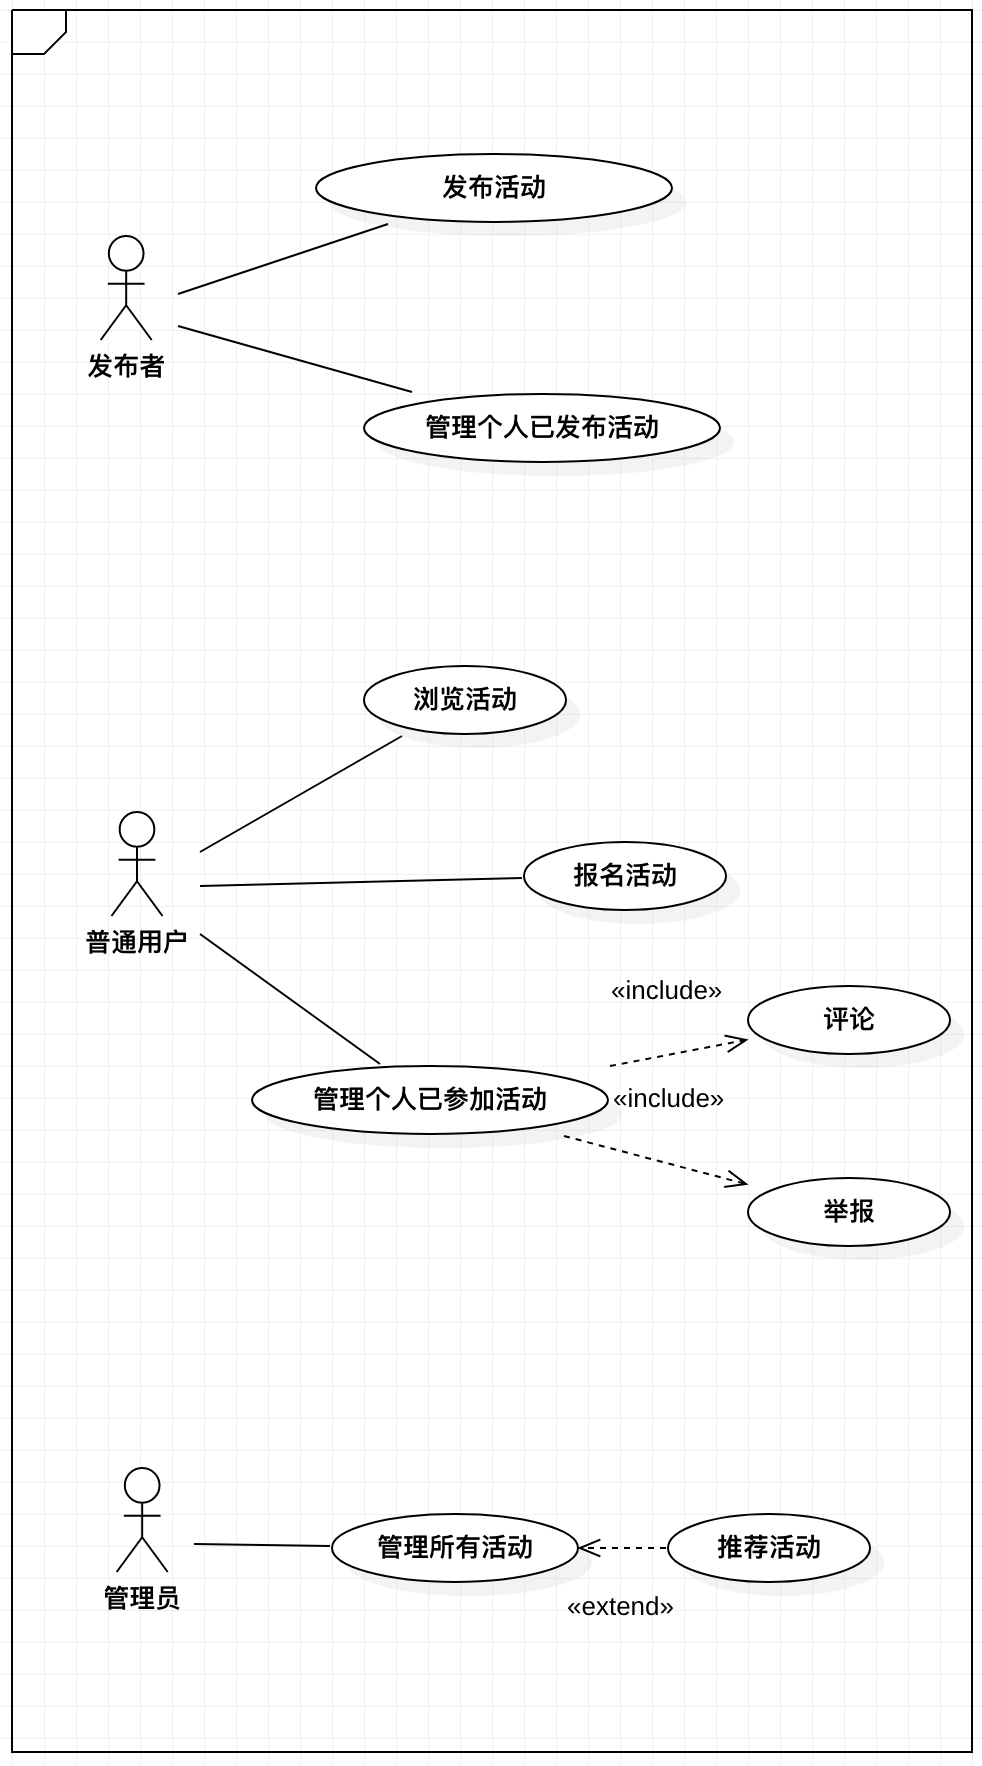 发布活动
发布者
管理个人已发布活动
浏览活动
报名活动
普通用户
«include»
评论
管理个人已参加活动
«include»
举报
管理所有活动
推荐活动
管理员
«extend»